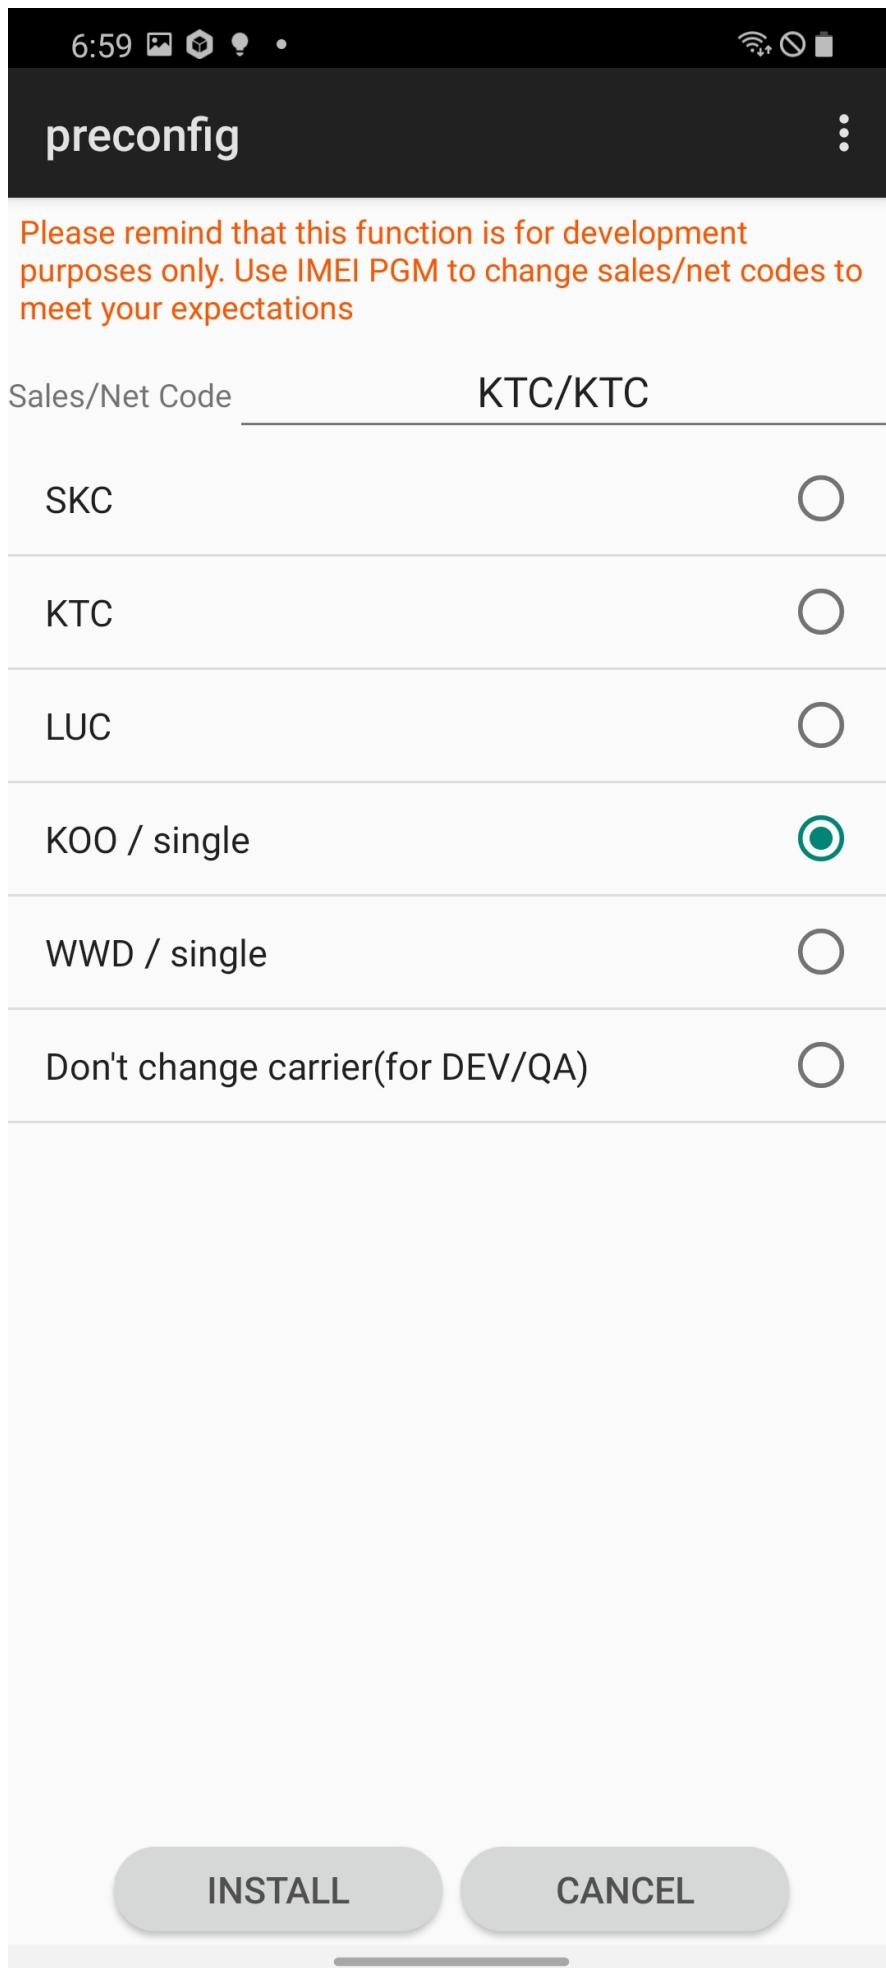 6:59
preconfig
Please remind that this function is for development
purposes only. Use IMEI PGM to change sales/net codes to
meet your expectations
Sales/Net Code KTC/KTC
SKC
KTC
LUC
KOO / single
WWD / single
Don't change carrier(for DEV/QA)
INSTALL CANCEL